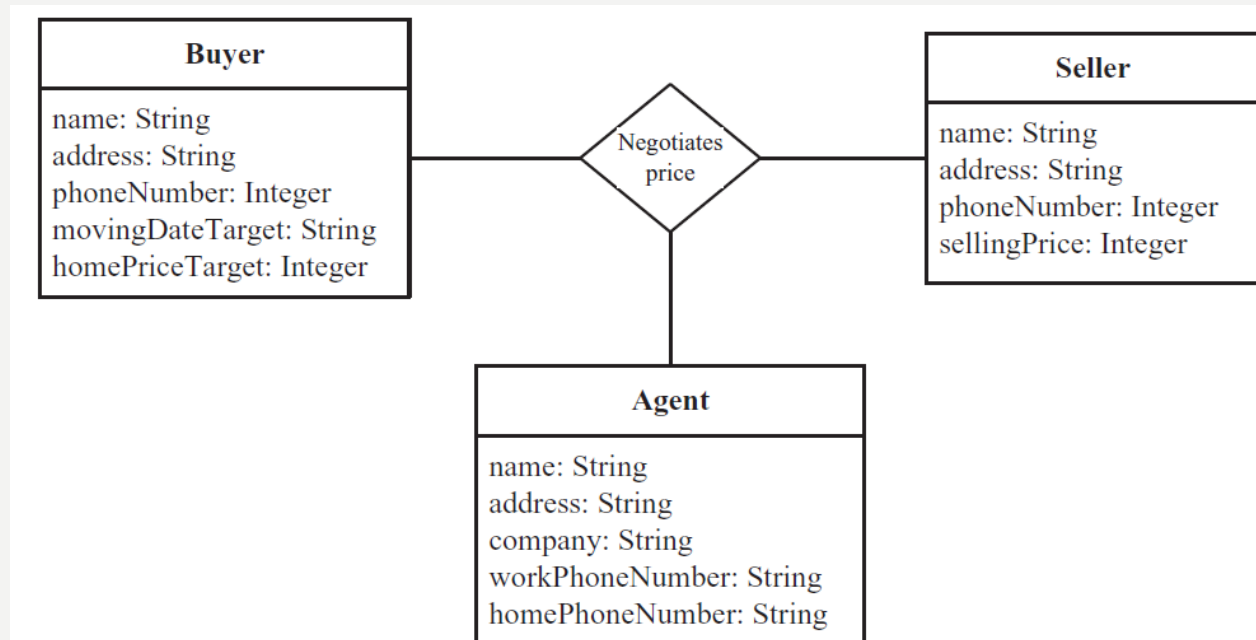 Buyer
name: String
address: String
phoneNumber: Integer
movingDateTarget: String
homePriceTarget: Integer
Negotiates
price
Seller
name: String
address: String
phoneNumber: Integer
sellingPrice: Integer
Agent
name: String
address: String
company: String
workPhoneNumber: String
homePhoneNumber: String